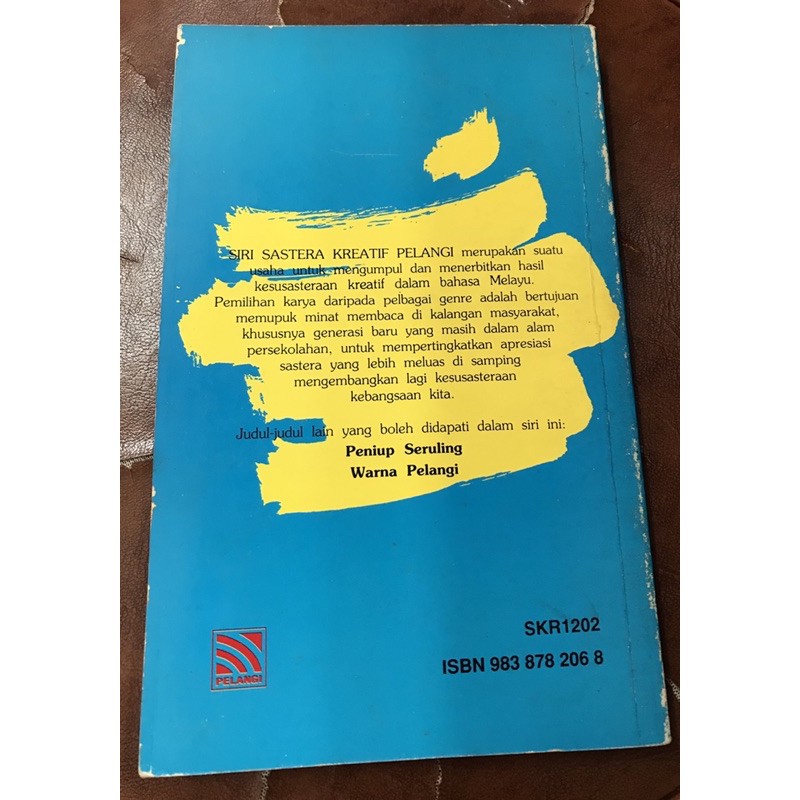 SIRI SASTERA KREATIF PELANGI merupakan suatu
usaha untuk mengumpul dan menerbitkan hasil
kesusasteraan kreatif dalam bahasa Melayu.
Pemilihan karya daripada pelbagai genre adalah bertujuan
memupuk minat membaca di kalangan masyarakat,
khususnya generasi baru yang masih dalam alam
persekolahan, untuk mempertingkatkan apresiasi
sastera yang lebih meluas di samping
mengembangkan lagi kesusasteraan
kebangsaan kita.
Judul-judul lain yang boleh didapati dalam siri ini:
Peniup Seruling
Warna Pelangi
SKR1202
ISBN 983 878 206 8
PELANGI